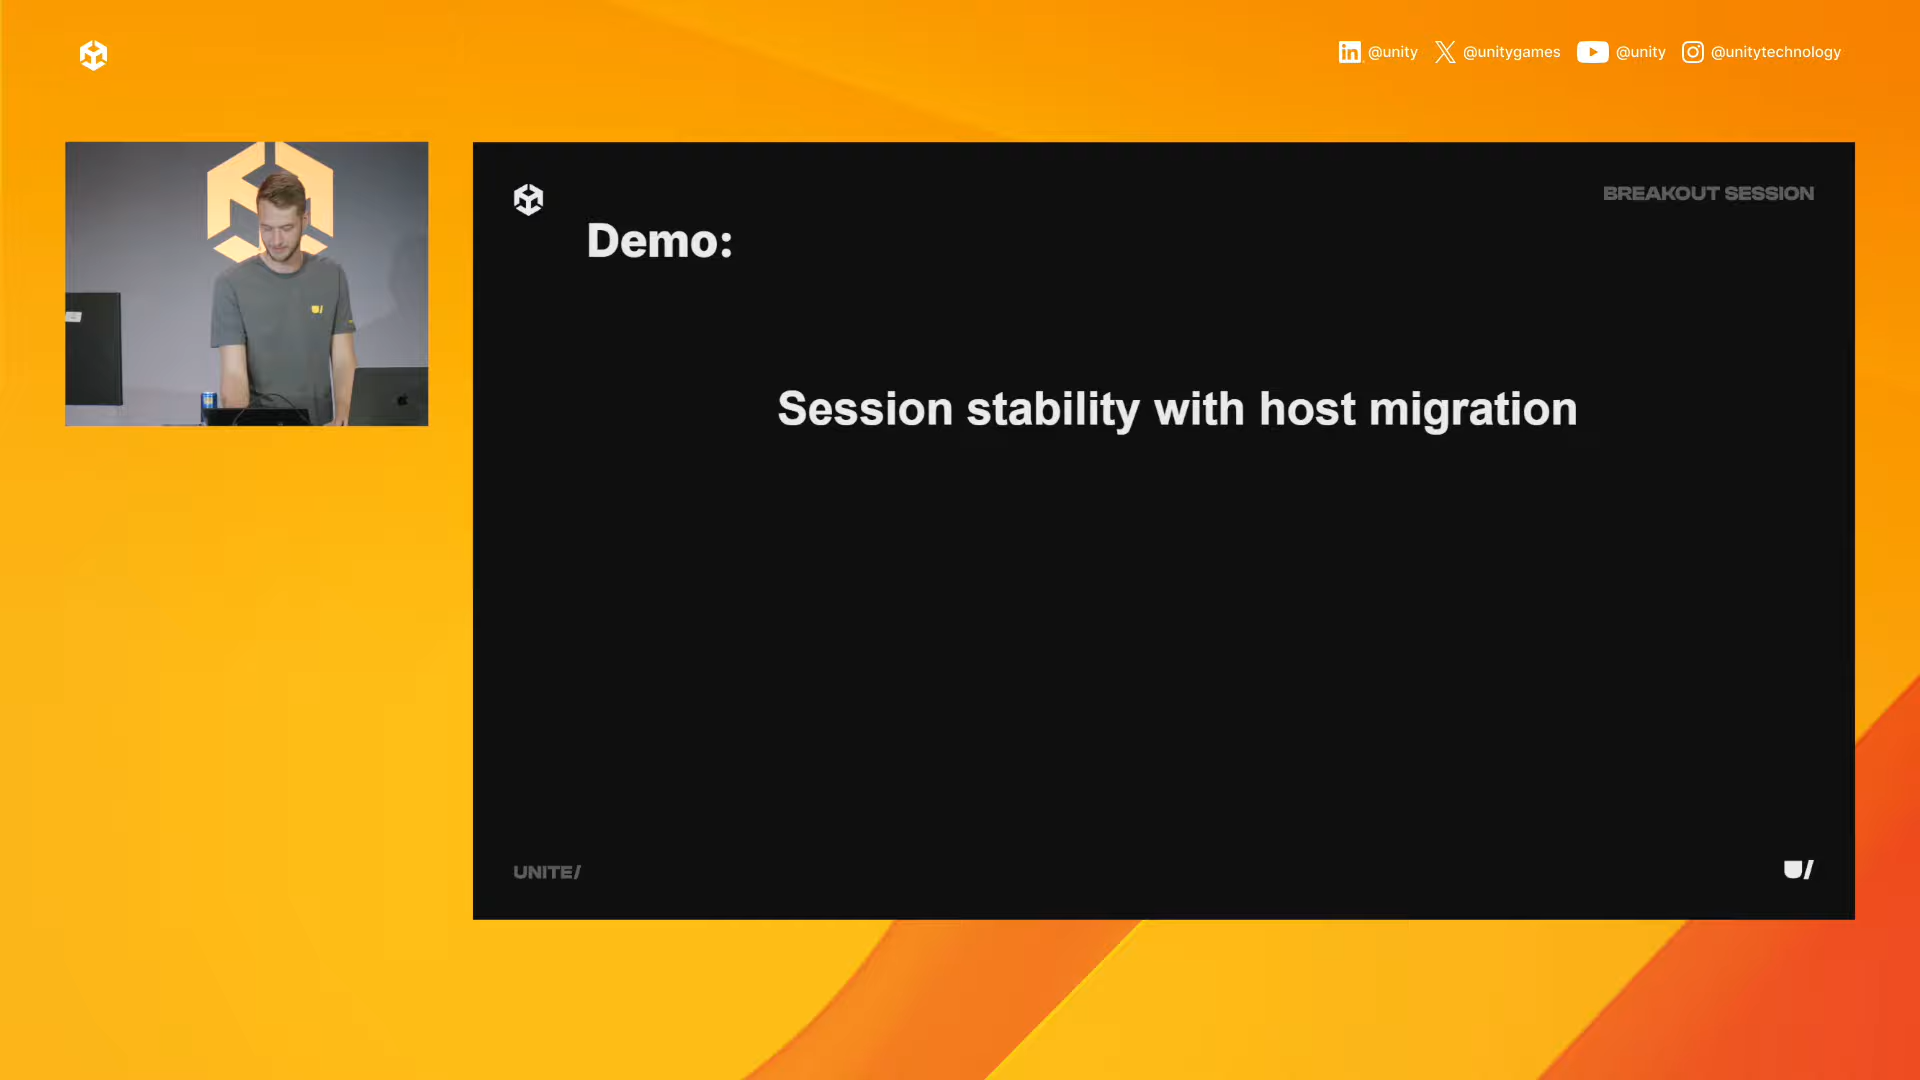 @unity @unitygames @unity @unitytechnology
BREAKOUT SESSION
Demo:
Session stability with host migration
UNITE/
U/